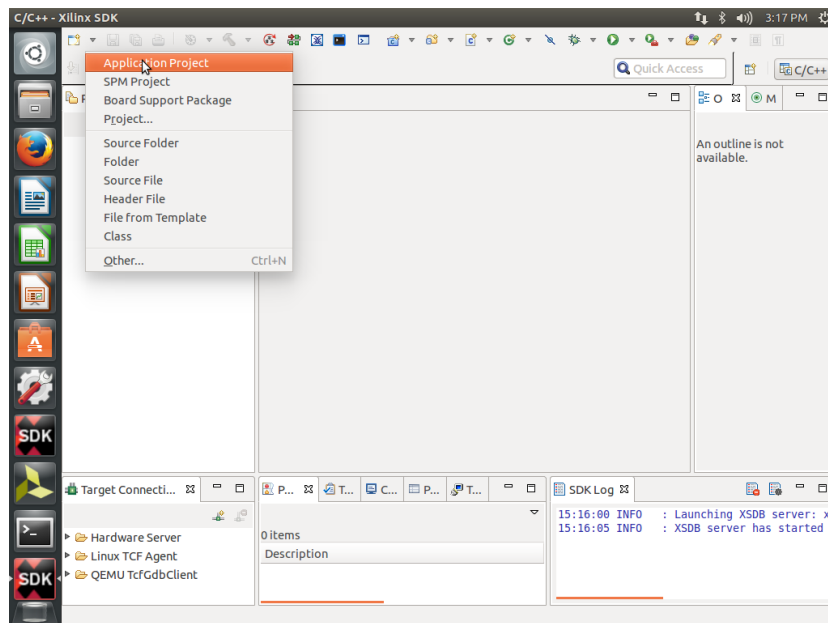 C/C++ - Xilinx SDK
3:17 PM
Application Project
SPM Project
Board Support Package
Project...
Source Folder
Folder
Source File
Header File
File from Template
Class
Other... Ctrl+N
Quick Access
C/C++
P
O
M
An outline is not
available.
SDK
SDK
Target Connecti...
Hardware Server
Linux TCF Agent
QEMU TcfGdbClient
P...
T...
C...
P...
T...
0 items
Description
SDK Log
15:16:00 INFO : Launching XSDB server: x
15:16:05 INFO : XSDB server has started